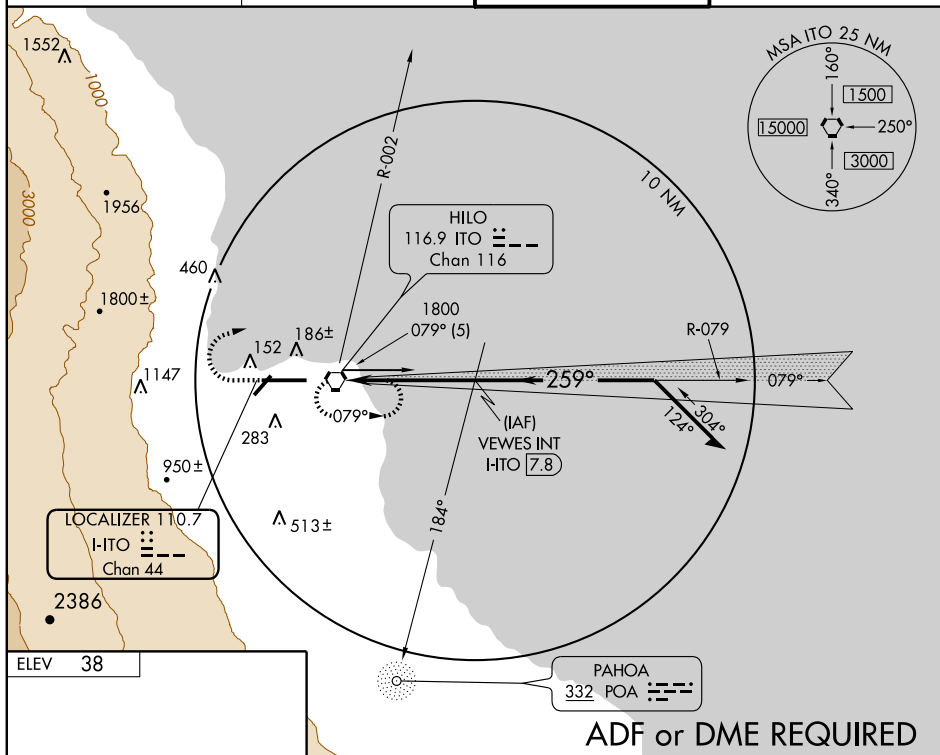 1552
1000
3000
1956
1800±
460
1147
152
186±
283
950±
513±
2386
R-002
10 NM
HILO
116.9 ITO
Chan 116
1800
079° (5)
R-079
079°
259°
079°
304°
124°
(IAF)
VEWES INT
I-ITO 7.8
184°
LOCALIZER 110.7
I-ITO
Chan 44
MSA ITO 25 NM
160°
1500
15000
250°
3000
340°
ELEV 38
PAHOA
332 POA
ADF or DME REQUIRED